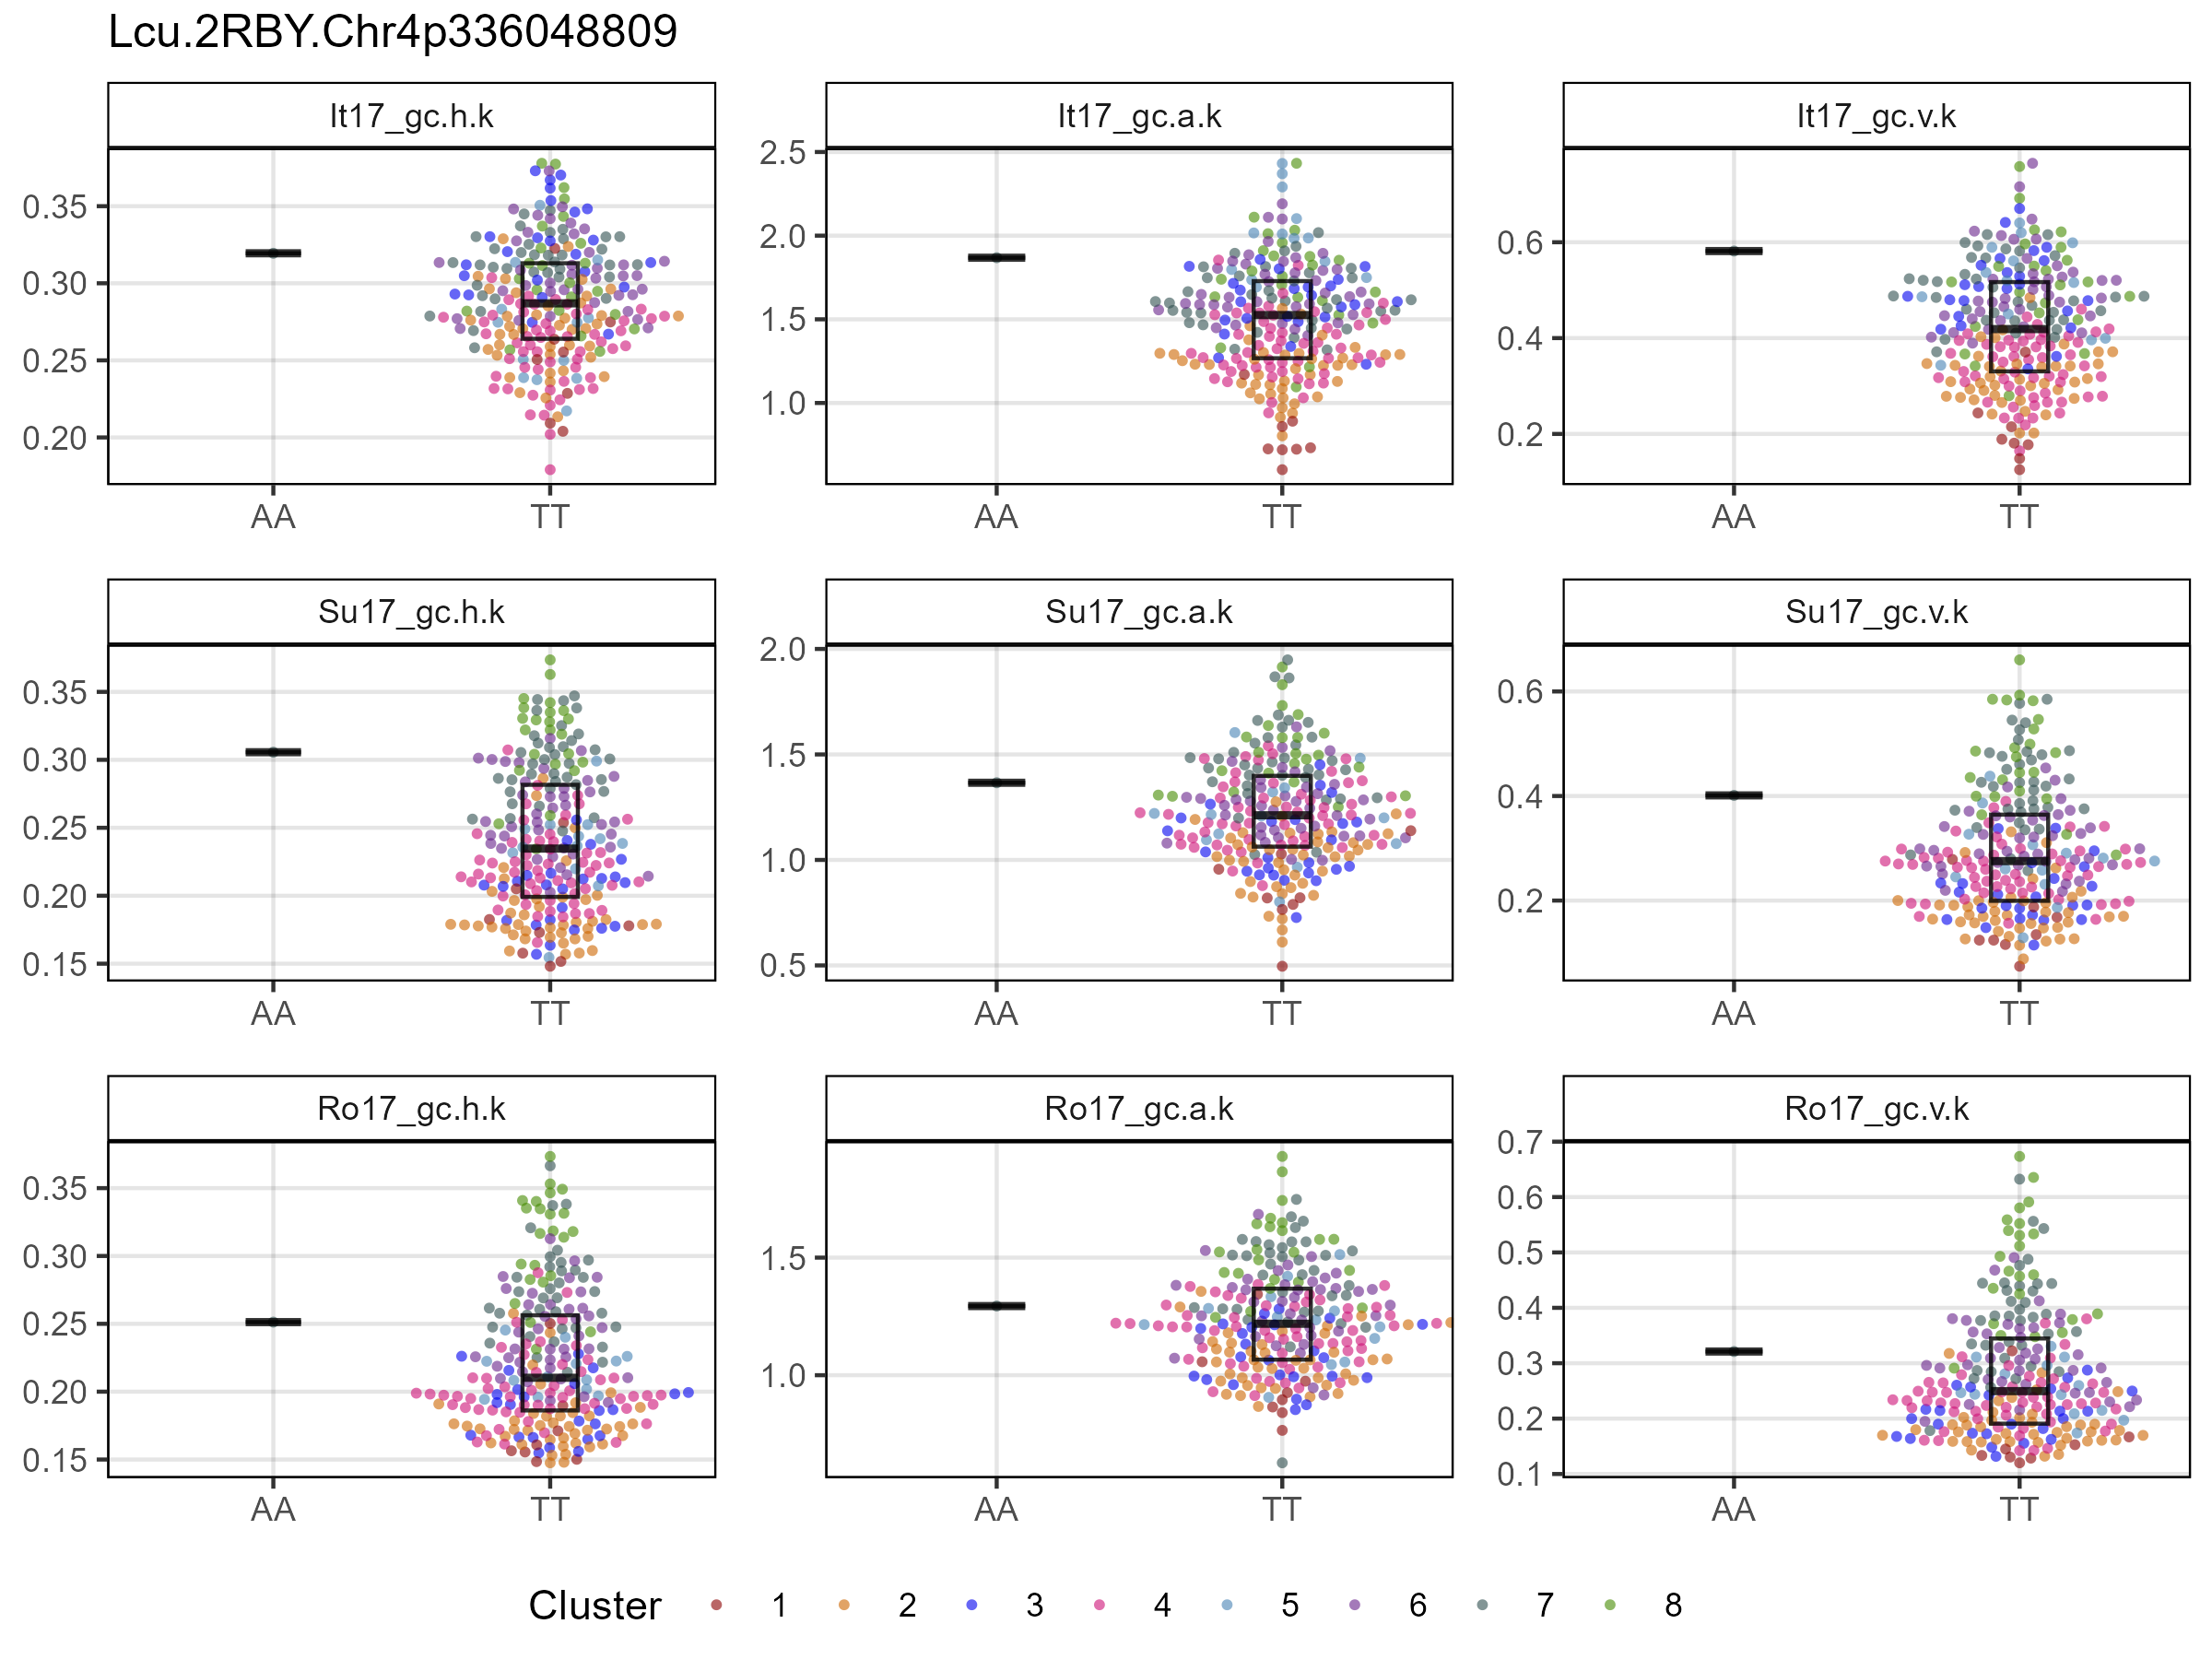 Lcu.2RBY.Chr4p336048809
It17_gc.h.k
It17_gc.a.k
It17_gc.v.k
0.35
0.30
0.25
0.20
2.5
2.0
1.5
1.0
0.6
0.4
0.2
AA
TT
AA
TT
AA
TT
Su17_gc.h.k
Su17_gc.a.k
Su17_gc.v.k
0.35
0.30
0.25
0.20
0.15
2.0
1.5
1.0
0.5
0.6
0.4
0.2
AA
TT
AA
TT
AA
TT
Ro17_gc.h.k
Ro17_gc.a.k
Ro17_gc.v.k
0.35
0.30
0.25
0.20
0.15
1.5
1.0
0.7
0.6
0.5
0.4
0.3
0.2
0.1
AA
TT
AA
TT
AA
TT
Cluster 1 2 3 4 5 6 7 8